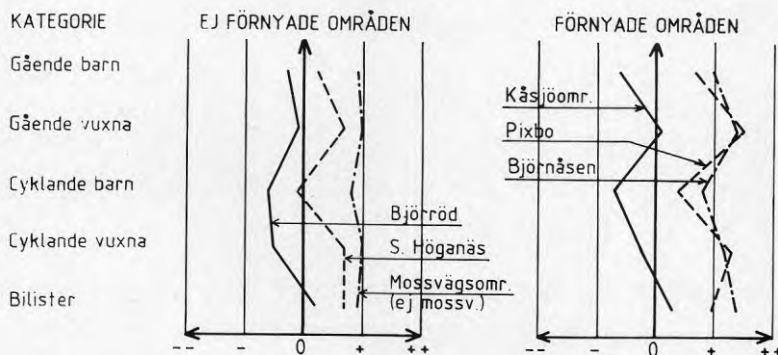 KATEGORIE
EJ FÖRNYADE OMRÅDEN
FÖRNYADE OMRÅDEN
Gående barn
Gående vuxna
Cyklande barn
Cyklande vuxna
Bilister
Björröd
S. Höganäs
Mossvägsomr.
(ej mossv.)
Kåsjöomr.
Pixbo
Björnåsen
-- - 0 + ++
-- - 0 + ++